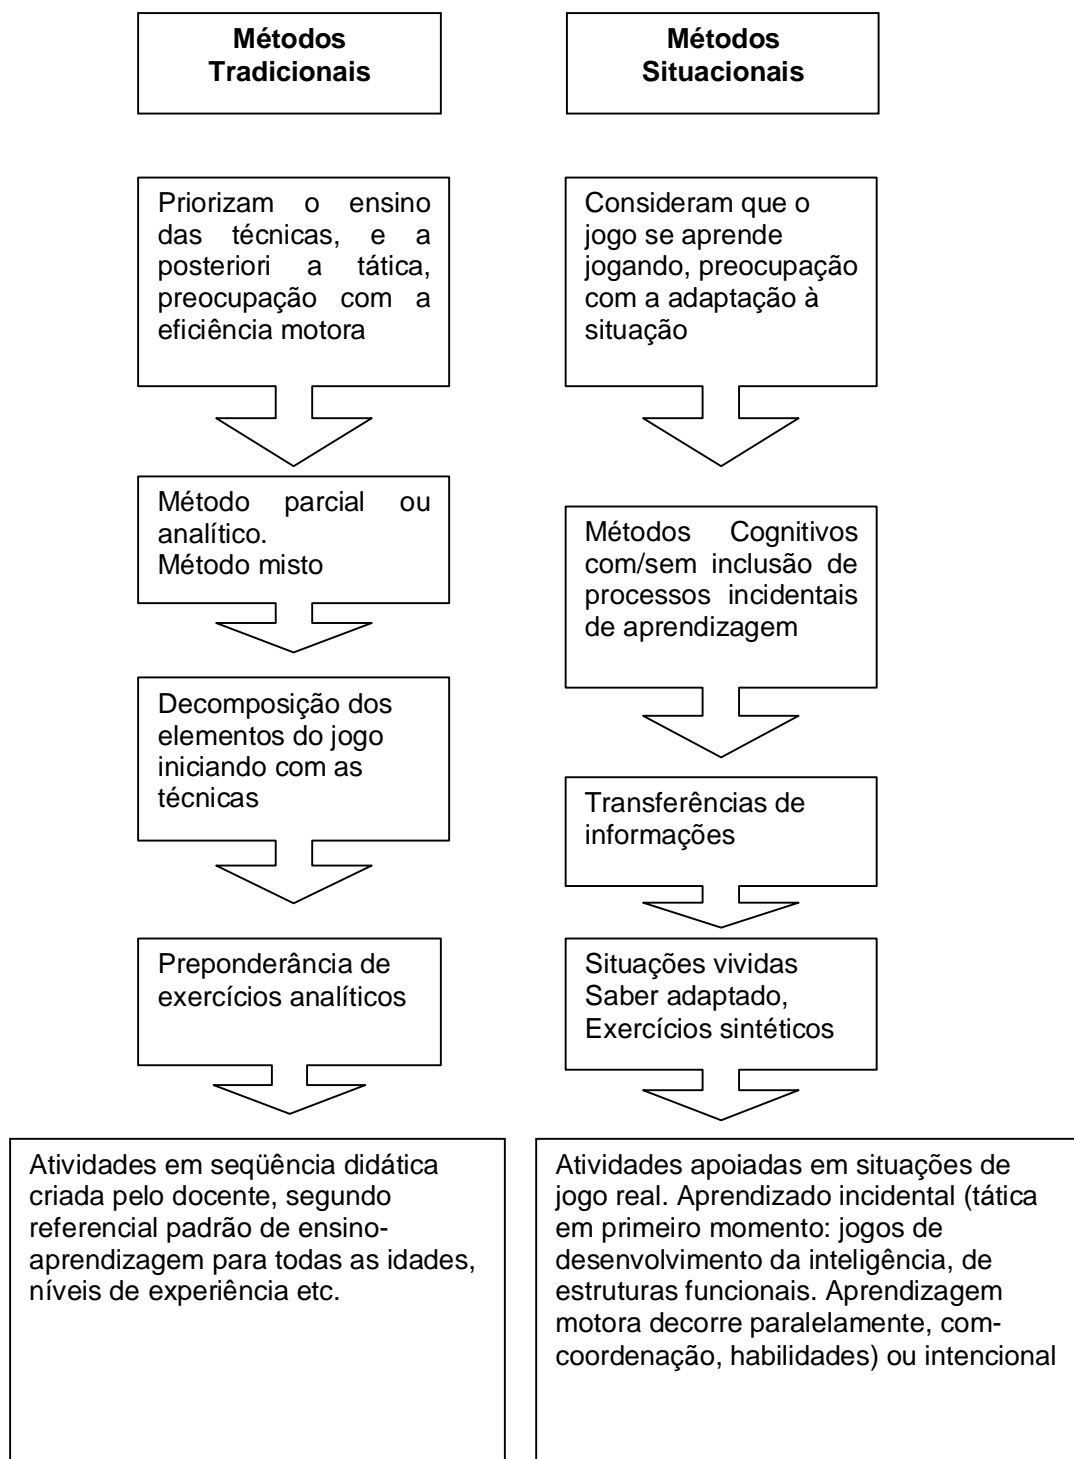 Métodos
Tradicionais
Métodos
Situacionais
Priorizam o ensino
das técnicas, e a
posteriori a tática,
preocupação com a
eficiência motora
Consideram que o
jogo se aprende
jogando, preocupação
com a adaptação à
situação
Método parcial ou
analítico.
Método misto
Métodos Cognitivos
com/sem inclusão de
processos incidentais
de aprendizagem
Decomposição dos
elementos do jogo
iniciando com as
técnicas
Transferências de
informações
Preponderância de
exercícios analíticos
Situações vividas
Saber adaptado,
Exercícios sintéticos
Atividades em seqüência didática
criada pelo docente, segundo
referencial padrão de ensino-
aprendizagem para todas as idades,
níveis de experiência etc.
Atividades apoiadas em situações de
jogo real. Aprendizado incidental (tática
em primeiro momento: jogos de
desenvolvimento da inteligência, de
estruturas funcionais. Aprendizagem
motora decorre paralelamente, com-
coordenação, habilidades) ou intencional